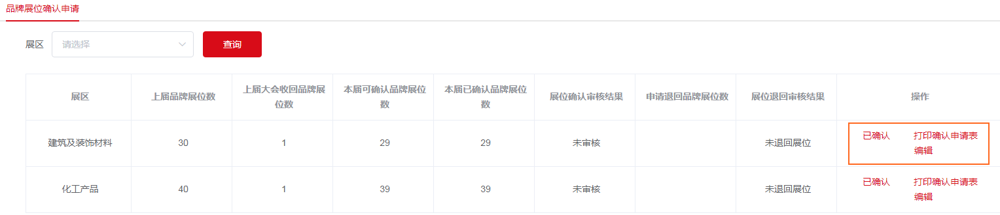 品牌展位确认申请
展区 请选择 查询
展区 上届品牌展位数 上届大会收回品牌展位数 本届可确认品牌展位数 本届已确认品牌展位数 展位确认审核结果 申请退回品牌展位数 展位退回审核结果 操作
建筑及装饰材料 30 1 29 29 未审核 未退回展位 已确认 打印确认申请表
编辑
化工产品 40 1 39 39 未审核 未退回展位 已确认 打印确认申请表
编辑